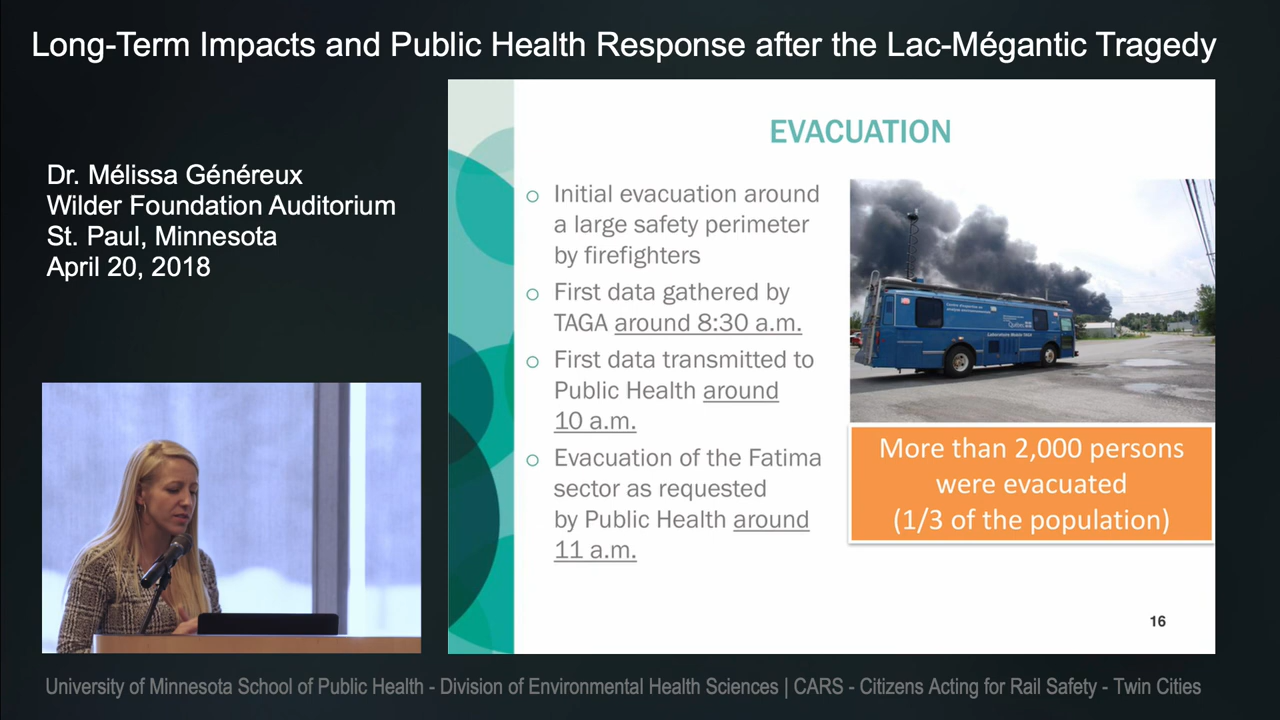 Long-Term Impacts and Public Health Response after the Lac-Mégantic Tragedy
Dr. Mélissa Généreux
Wilder Foundation Auditorium
St. Paul, Minnesota
April 20, 2018
EVACUATION
Initial evacuation around
a large safety perimeter
by firefighters
First data gathered by
TAGA around 8:30 a.m.
First data transmitted to
Public Health around
10 a.m.
Evacuation of the Fatima
sector as requested
by Public Health around
11 a.m.
Québec
More than 2,000 persons
were evacuated
(1/3 of the population)
16
University of Minnesota School of Public Health - Division of Environmental Health Sciences | CARS - Citizens Acting for Rail Safety - Twin Cities